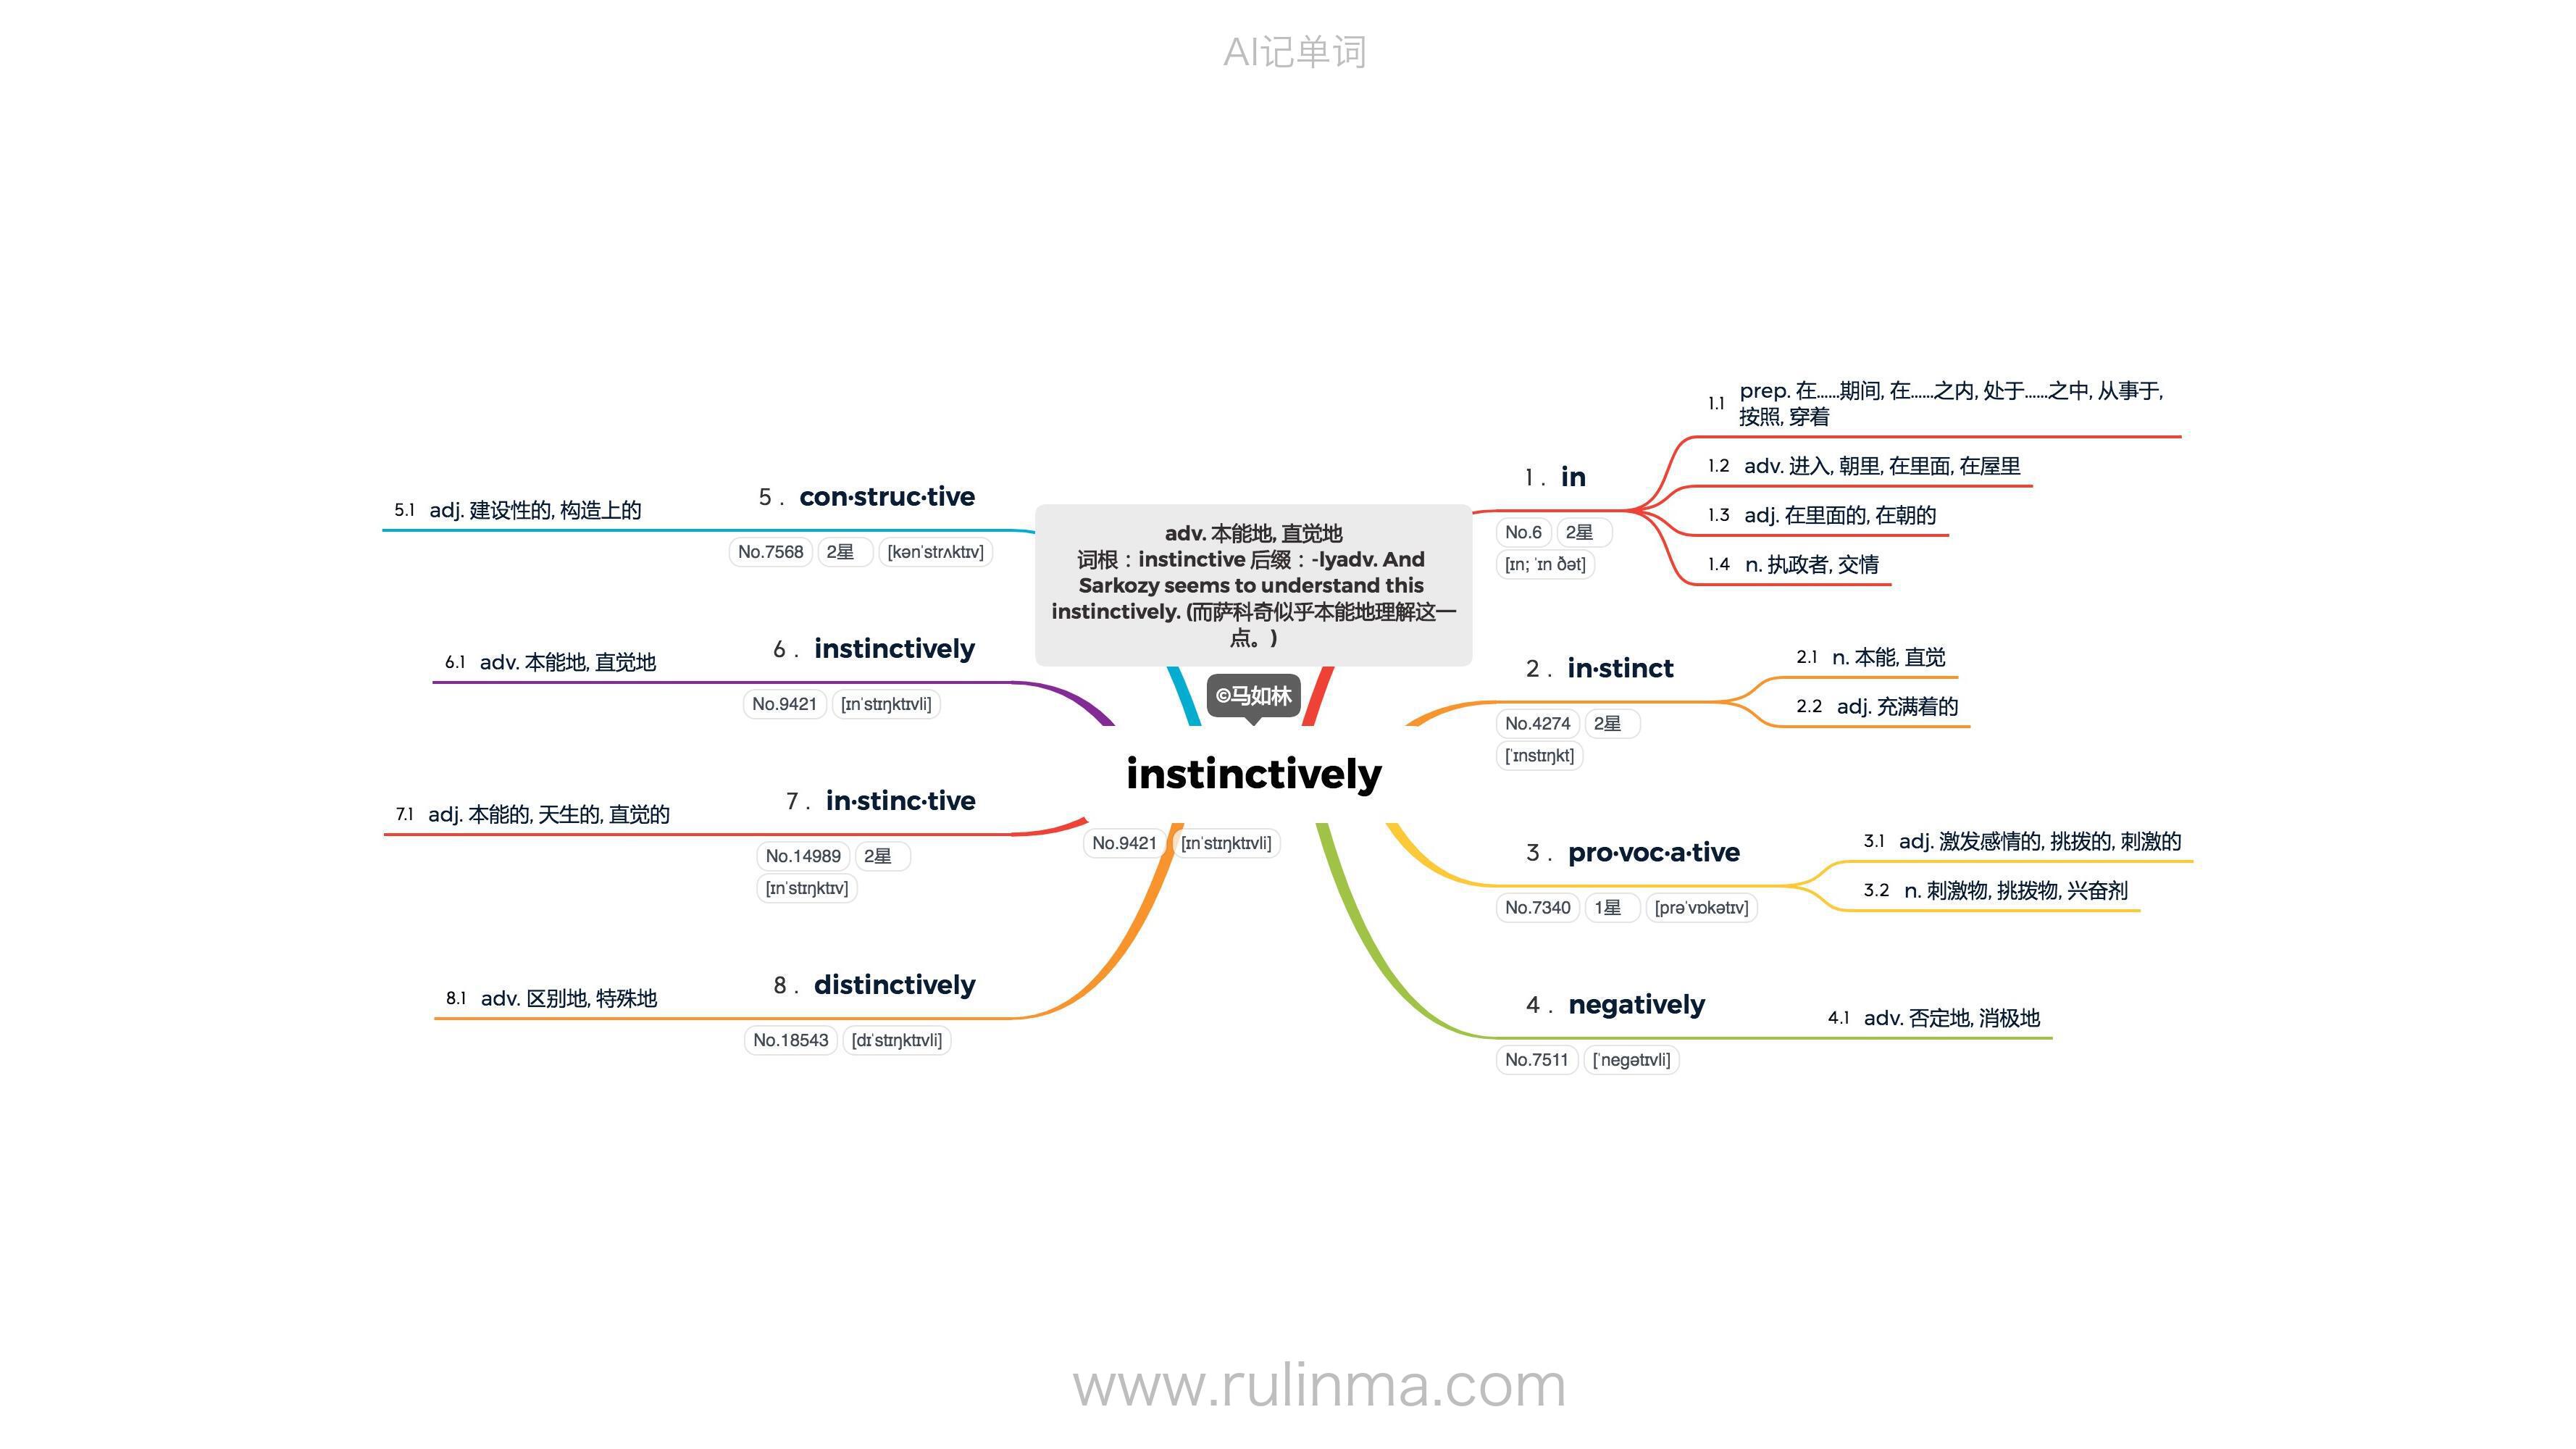 AI记单词
adv. 本能地, 直觉地
词根：instinctive 后缀：-lyadv. And
Sarkozy seems to understand this
instinctively. (而萨科奇似乎本能地理解这一
点。)
©马如林
instinctively
No.9421 [ɪnˈstɪŋktɪvli]
1. in
No.6 2星
[ɪn; ˈɪn ðət]
1.1 prep. 在……期间, 在……之内, 处于……之中, 从事于,
按照, 穿着
1.2 adv. 进入, 朝里, 在里面, 在屋里
1.3 adj. 在里面的, 在朝的
1.4 n. 执政者, 交情
2. in·stinct
No.4274 2星
[ˈɪnstɪŋkt]
2.1 n. 本能, 直觉
2.2 adj. 充满着的
3. pro·voc·a·tive
No.7340 1星 [prəˈvɒkətɪv]
3.1 adj. 激发感情的, 挑拨的, 刺激的
3.2 n. 刺激物, 挑拨物, 兴奋剂
4. negatively
No.7511 [ˈnegətɪvli]
4.1 adv. 否定地, 消极地
5. con·struc·tive
No.7568 2星 [kənˈstrʌktɪv]
5.1 adj. 建设性的, 构造上的
6. instinctively
No.9421 [ɪnˈstɪŋktɪvli]
6.1 adv. 本能地, 直觉地
7. in·stinc·tive
No.14989 2星
[ɪnˈstɪŋktɪv]
7.1 adj. 本能的, 天生的, 直觉的
8. distinctively
No.18543 [dɪˈstɪŋktɪvli]
8.1 adv. 区别地, 特殊地
www.rulinma.com